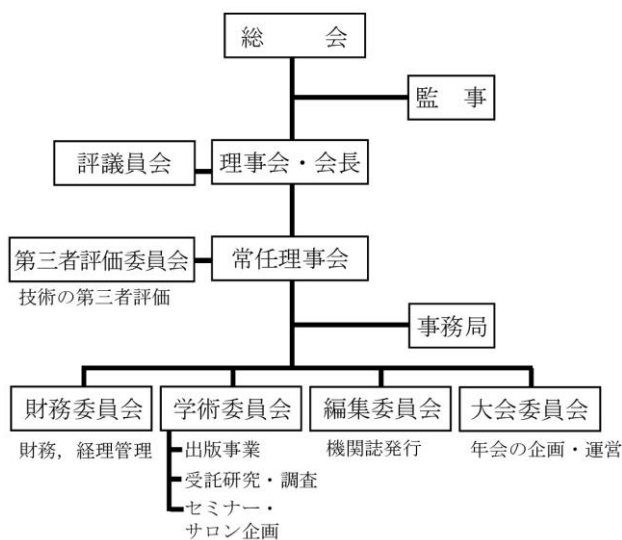 総 会
監 事
評議員会
理事会・会長
第三者評価委員会
技術の第三者評価
常任理事会
事務局
財務委員会
財務，経理管理
学術委員会
出版事業
受託研究・調査
セミナー・
サロン企画
編集委員会
機関誌発行
大会委員会
年会の企画・運営